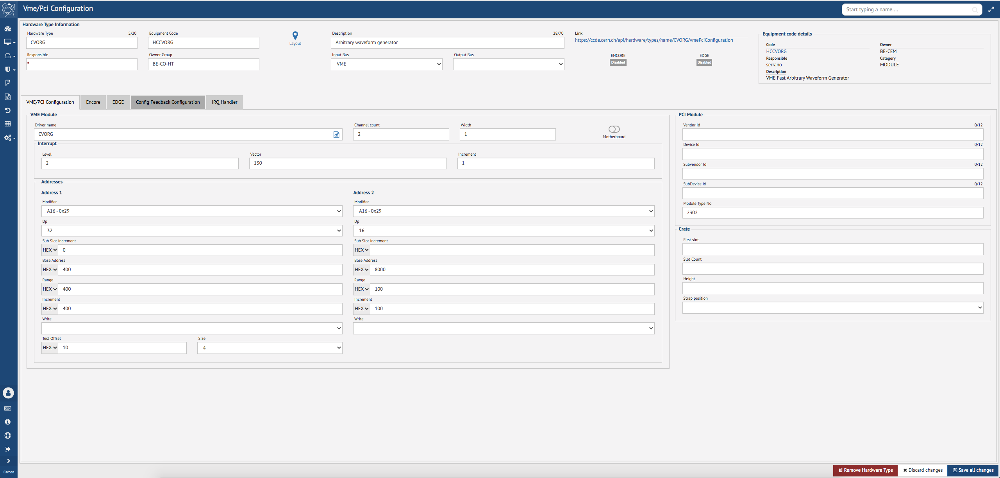 CERN
Vme/Pci Configuration
Start typing a name....
Hardware Type Information
Hardware Type 5/20
CVORG
Equipment Code
HCCVORG
Layout
Description 28/70
Arbitrary waveform generator
Link
https://ccde.cern.ch/api/hardware/types/name/CVORG/vmePciConfiguration
Responsible
*
Owner Group
BE-CO-HT
Input Bus
VME
Output Bus
ENCORE
Disabled
EDGE
Disabled
Equipment code details
Code
HCCVORG
Owner
BE-CEM
Responsible
serrano
Category
MODULE
Description
VME Fast Arbitrary Waveform Generator
VME/PCI Configuration
Encore
EDGE
Config Feedback Configuration
IRQ Handler
VME Module
Driver name
CVORG
Channel count
2
Width
1
Motherboard
Interrupt
Level
2
Vector
130
Increment
1
Addresses
Address 1
Modifier
A16 - 0x29
Dp
32
Sub Slot Increment
HEX 0
Base Address
HEX 400
Range
HEX 400
Increment
HEX 400
Write
Test Offset
HEX 10
Size
4
Address 2
Modifier
A16 - 0x29
Dp
16
Sub Slot Increment
HEX
Base Address
HEX 8000
Range
HEX 100
Increment
HEX 100
Write
PCI Module
Vendor Id 0/12
Device Id 0/12
Subvendor Id 0/12
SubDevice Id 0/12
Module Type No
2302
Crate
First slot
Slot Count
Height
Strap position
Carbon
Remove Hardware Type
Discard changes
Save all changes